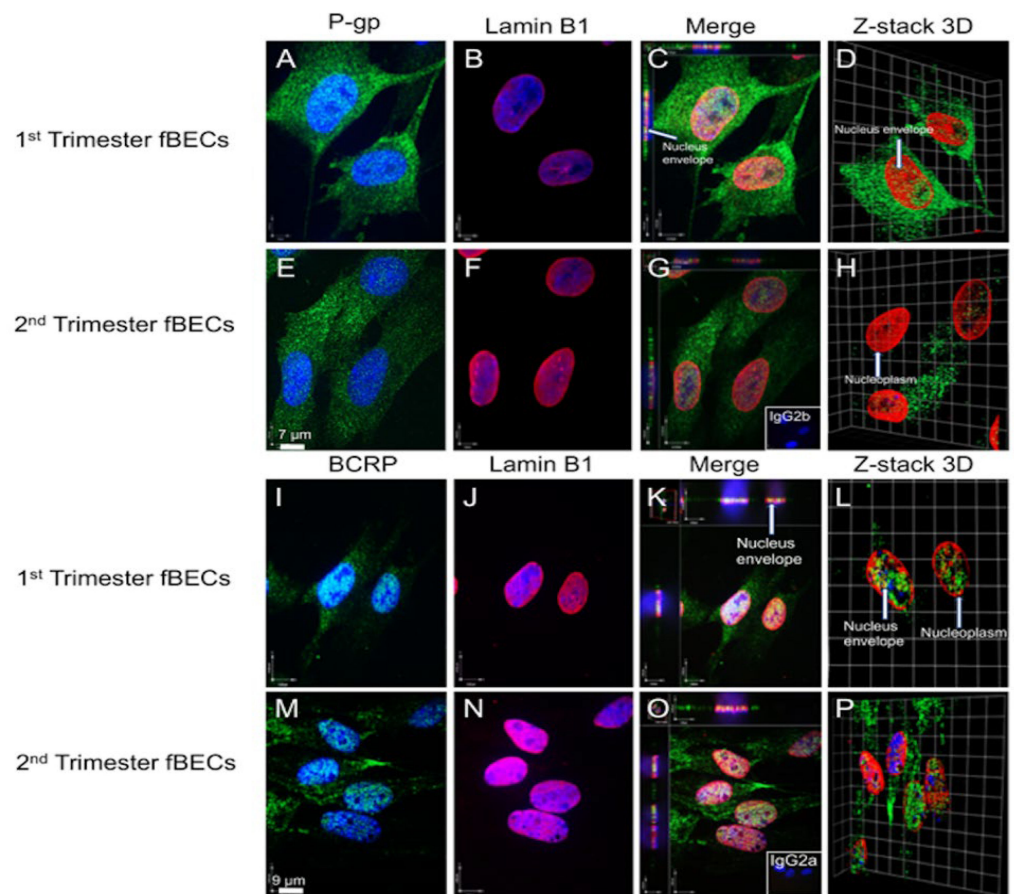 P-gp Lamin B1 Merge Z-stack 3D
1st Trimester fBECs
A B C D
Nucleus
envelope
Nucleus envelope
2nd Trimester fBECs
E F G H
7 µm
IgG2b
Nucleoplasm
BCRP Lamin B1 Merge Z-stack 3D
1st Trimester fBECs
I J K L
Nucleus
envelope
Nucleus
envelope
Nucleoplasm
2nd Trimester fBECs
M N O P
9 µm
IgG2a